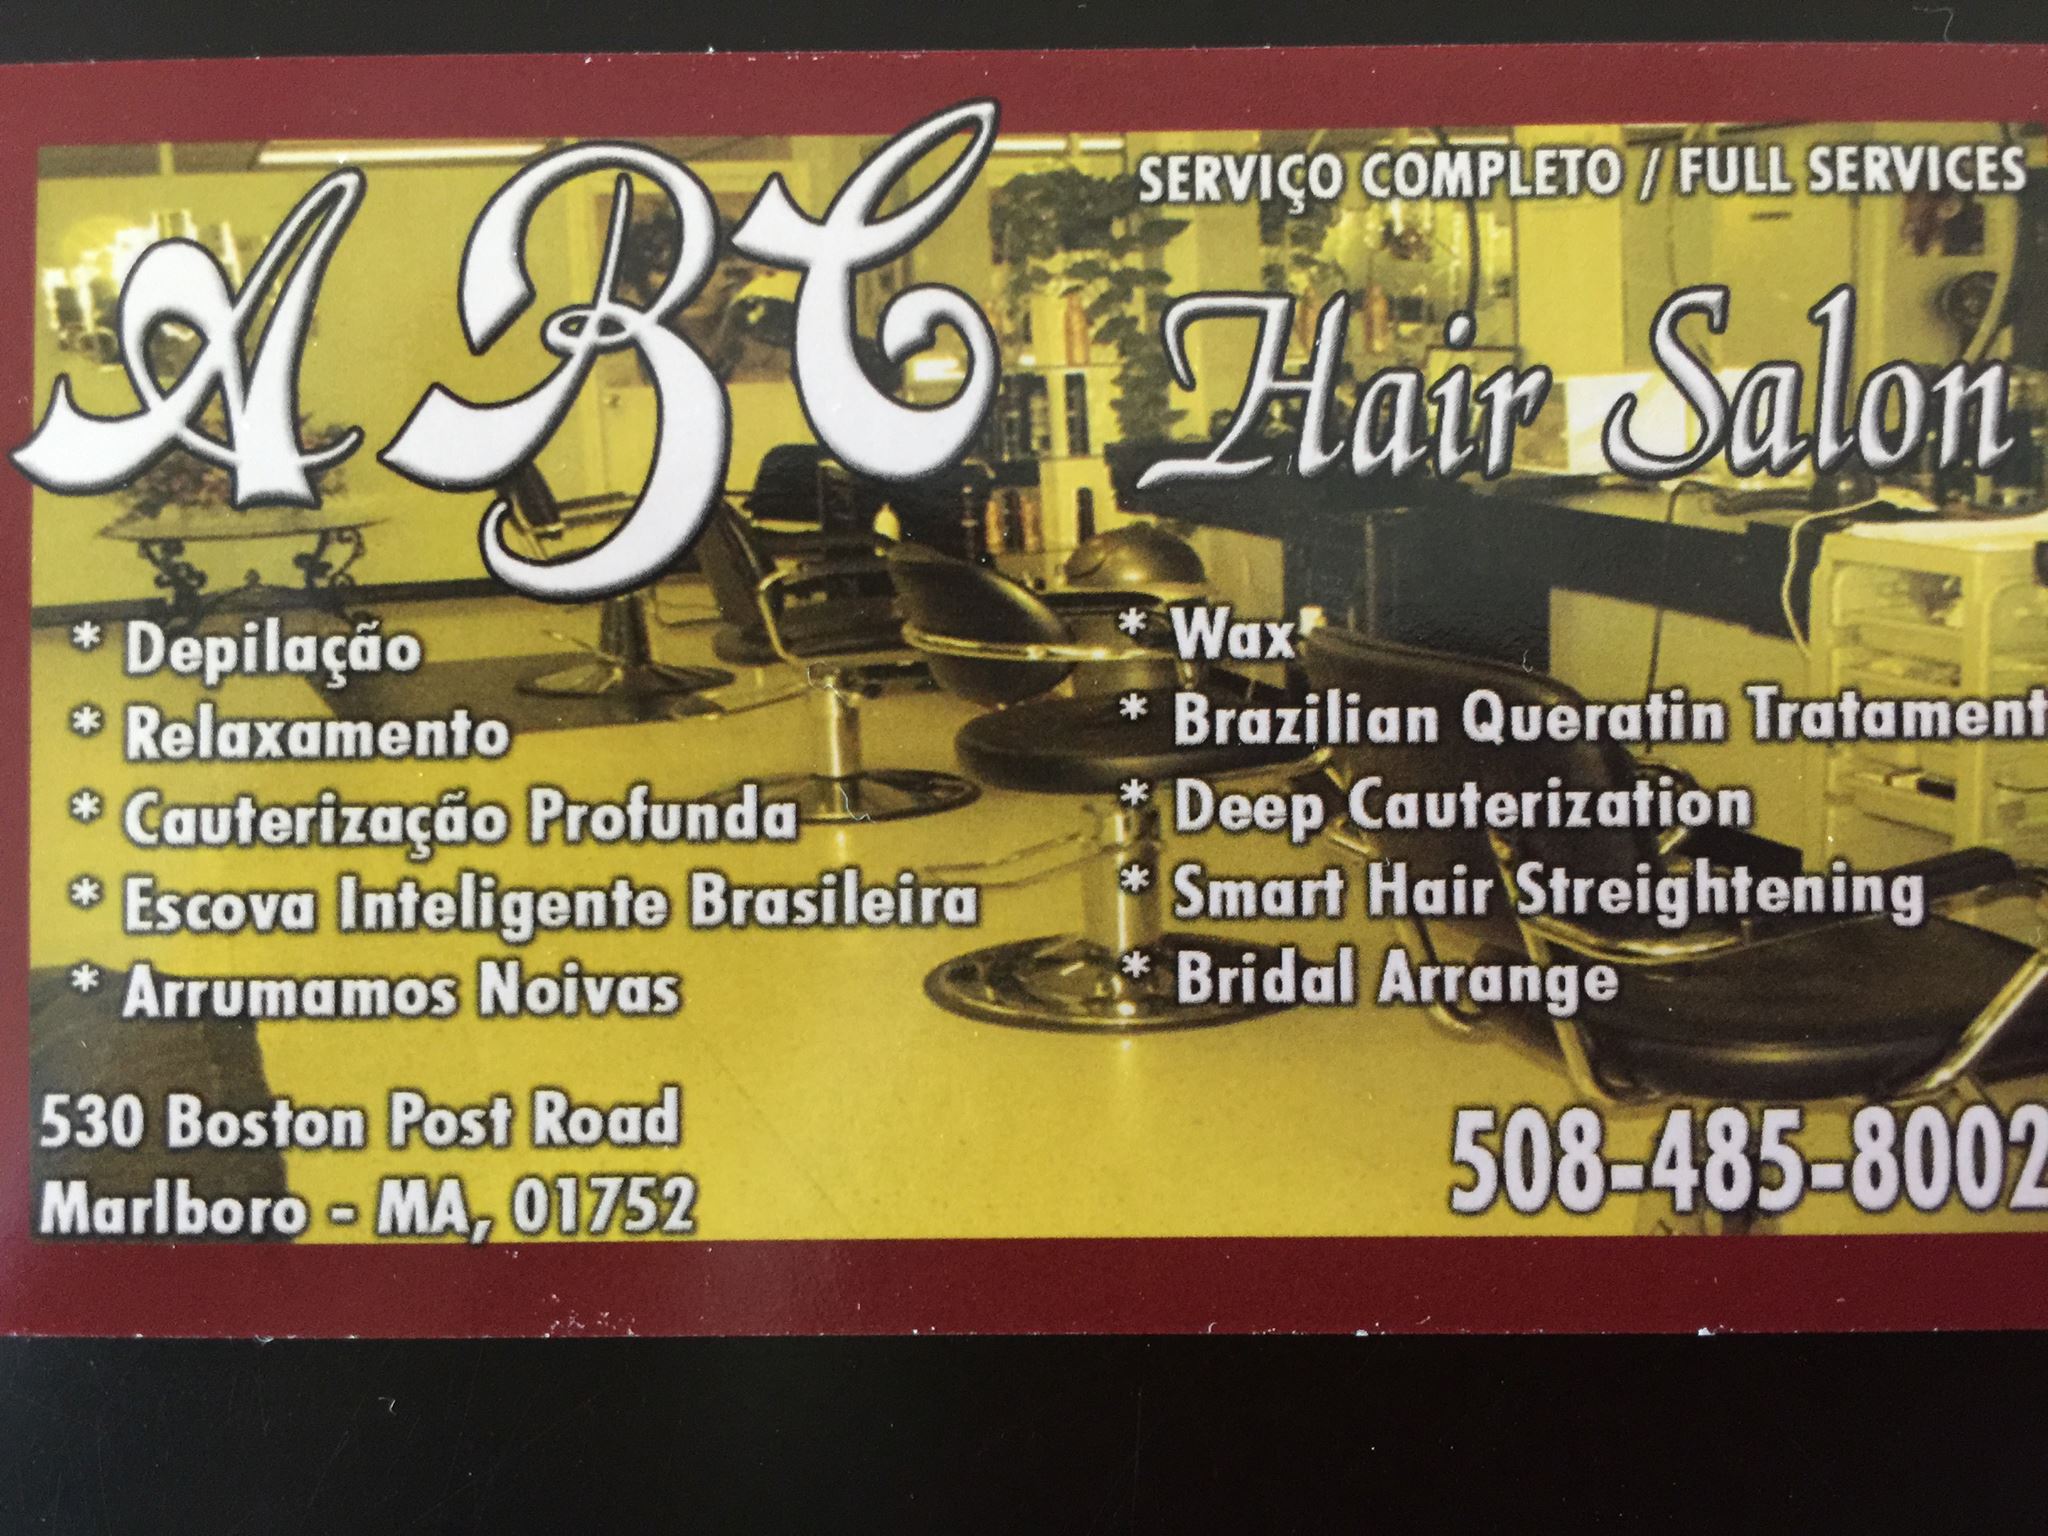 SERVIÇO COMPLETO / FULL SERVICES
ABC Hair Salon
* Depilação
* Relaxamento
* Cauterização Profunda
* Escova Inteligente Brasileira
* Arrumamos Noivas
* Wax
* Brazilian Queratin Tratament
* Deep Cauterization
* Smart Hair Streightening
* Bridal Arrange
530 Boston Post Road
Marlboro - MA, 01752
508-485-8002